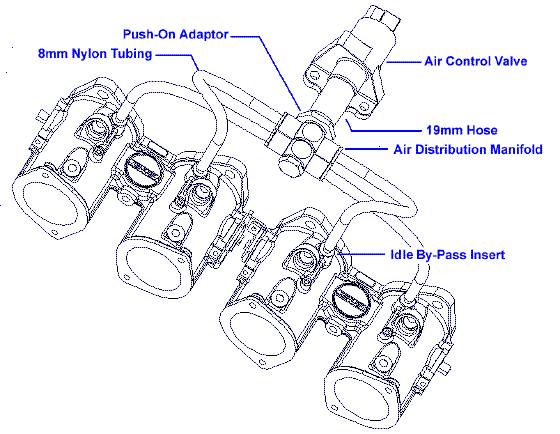 Push-On Adaptor
8mm Nylon Tubing
Air Control Valve
19mm Hose
Air Distribution Manifold
Idle By-Pass Insert